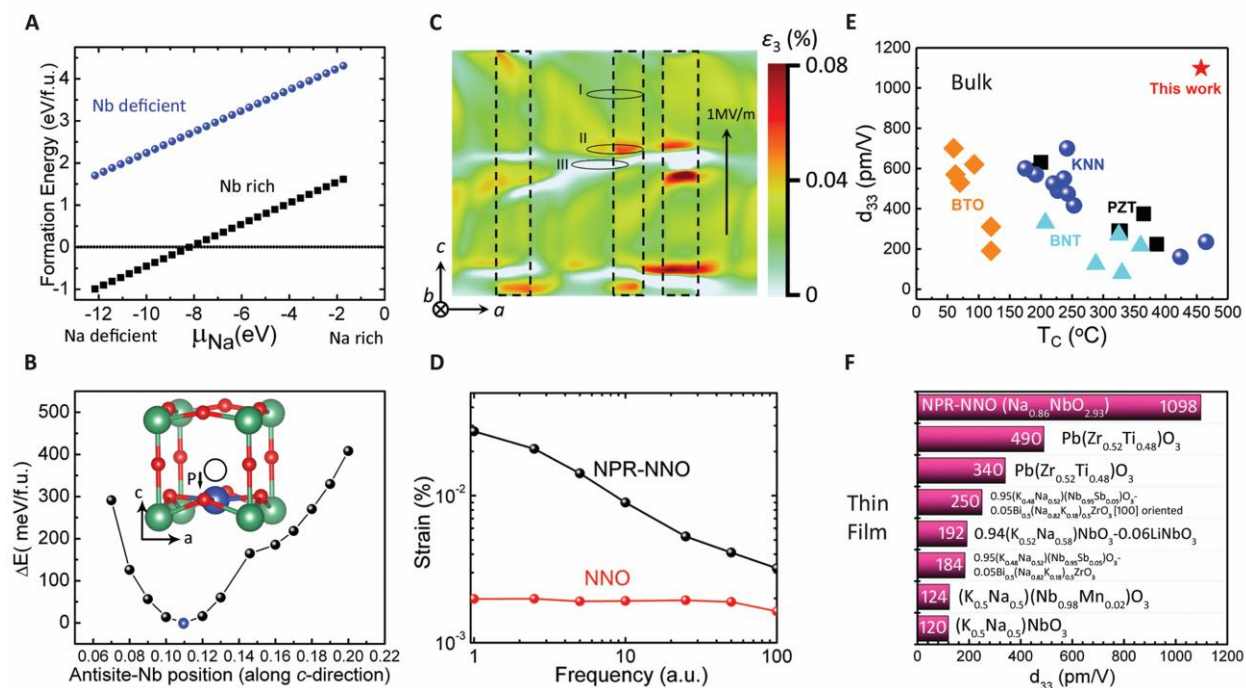 A
Formation Energy (eV/f.u.)
4
3
2
1
0
-1
Nb deficient
Nb rich
-12 -10 -8 -6 -4 -2 0
Na deficient
μNa(eV)
Na rich
B
ΔE( meV/f.u.)
500
400
300
200
100
0
P
c
a
0.06 0.08 0.10 0.12 0.14 0.16 0.18 0.20 0.22
Antisite-Nb position (along c-direction)
C
I
II
III
1MV/m
c
b
a
ε3 (%)
0.08
0.04
0
D
Strain (%)
10-2
10-3
NPR-NNO
NNO
1 10 100
Frequency (a.u.)
E
d33 (pm/V)
1200
1000
800
600
400
200
0
Bulk
This work
KNN
BTO
PZT
BNT
0 50 100 150 200 250 300 350 400 450 500
TC (oC)
F
Thin
Film
NPR-NNO (Na0.86NbO2.93) 1098
490 Pb(Zr0.52Ti0.48)O3
340 Pb(Zr0.52Ti0.48)O3
250 0.95(K0.48Na0.52)(Nb0.95Sb0.05)O3-
0.05Bi0.5(Na0.82K0.18)0.5ZrO3 [100] oriented
192 0.94(K0.52Na0.58)NbO3-0.06LiNbO3
184 0.95(K0.48Na0.52)(Nb0.95Sb0.05)O3-
0.05Bi0.5(Na0.82K0.18)0.5ZrO3
124 (K0.5Na0.5)(Nb0.98Mn0.02)O3
120 (K0.5Na0.5)NbO3
0 200 400 600 800 1000 1200
d33 (pm/V)